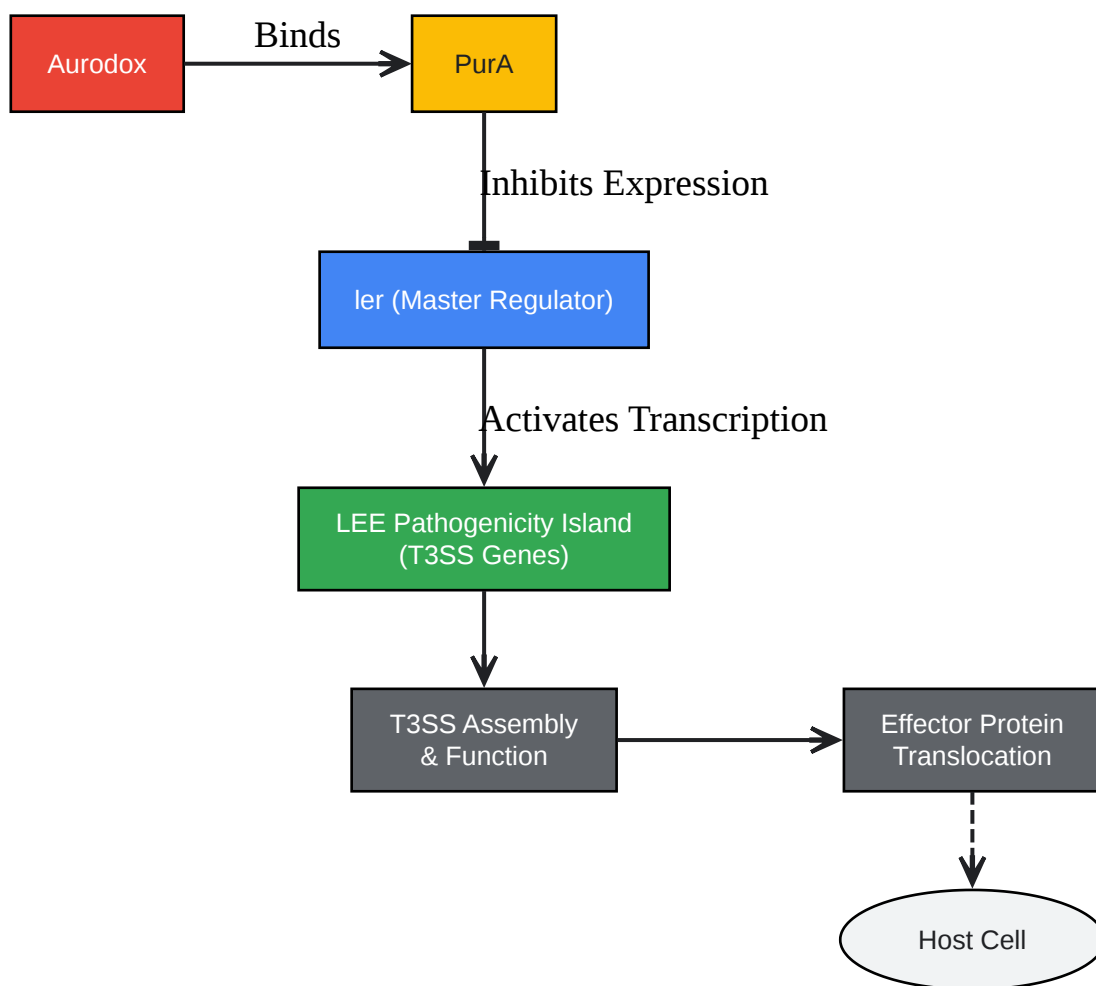 Aurodox
Binds
PurA
Inhibits Expression
ler (Master Regulator)
Activates Transcription
LEE Pathogenicity Island
(T3SS Genes)
T3SS Assembly
& Function
Effector Protein
Translocation
Host Cell